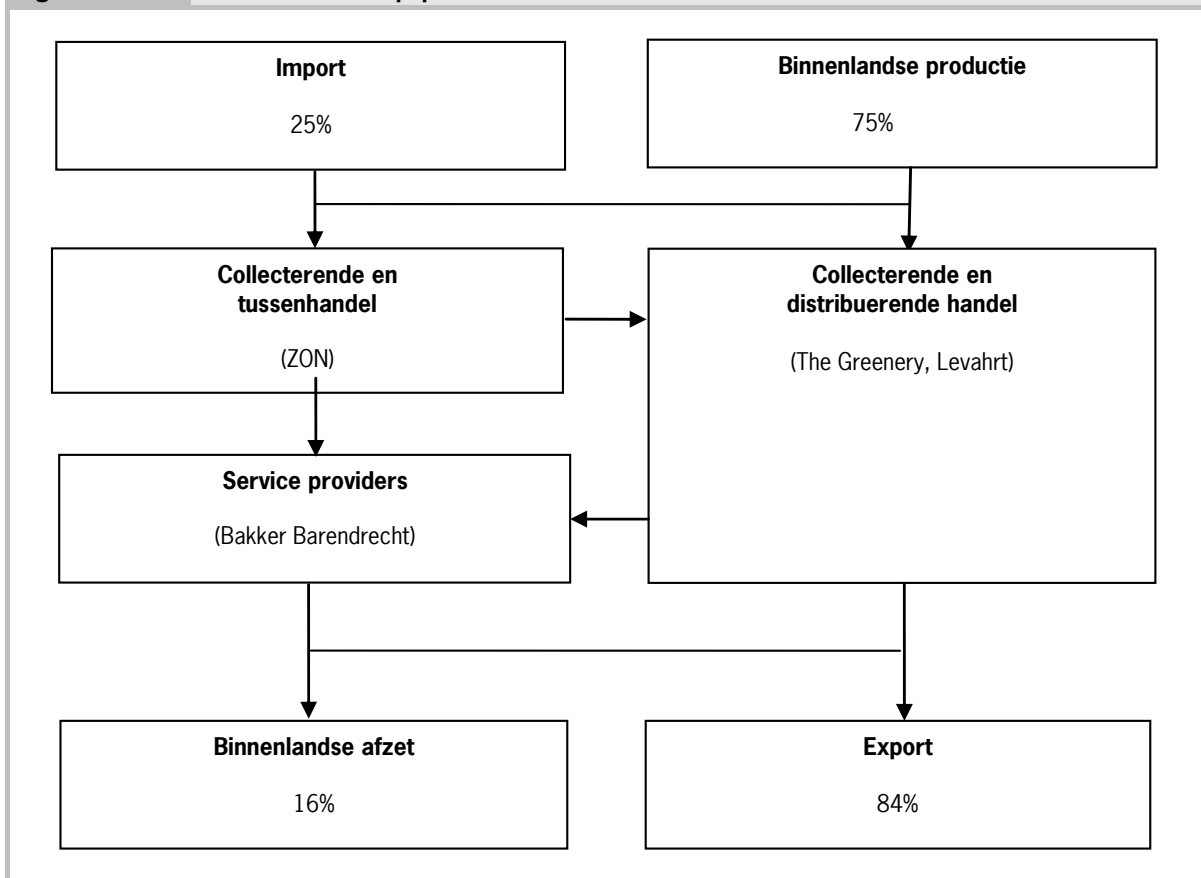 Import
25%
Binnenlandse productie
75%
Collecterende en
tussenhandel
(ZON)
Collecterende en
distribuerende handel
(The Greenery, Levahrt)
Service providers
(Bakker Barendrecht)
Binnenlandse afzet
16%
Export
84%